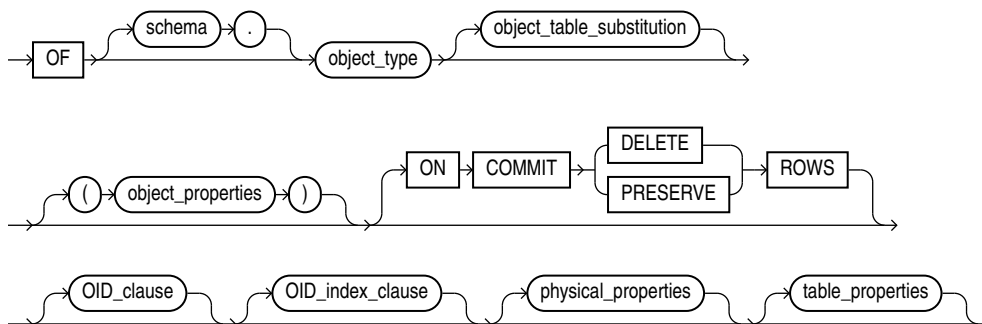 OF schema . object_type object_table_substitution
( object_properties ) ON COMMIT DELETE PRESERVE ROWS
OID_clause OID_index_clause physical_properties table_properties